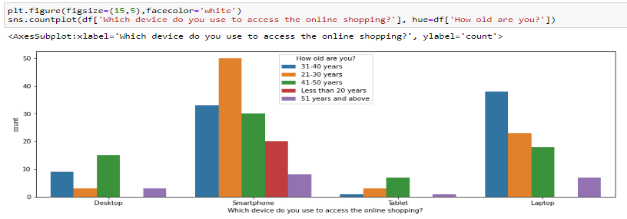 plt.figure(figsize=(15,5),facecolor='white')
sns.countplot(df['Which device do you use to access the online shopping?'], hue=df['How old are you?'])
<AxesSubplot:xlabel='Which device do you use to access the online shopping?', ylabel='count'>
How old are you?
31-40 years
21-30 years
41-50 yaers
Less than 20 years
51 years and above
50
40
30
20
10
0
count
Desktop Smartphone Tablet Laptop
Which device do you use to access the online shopping?